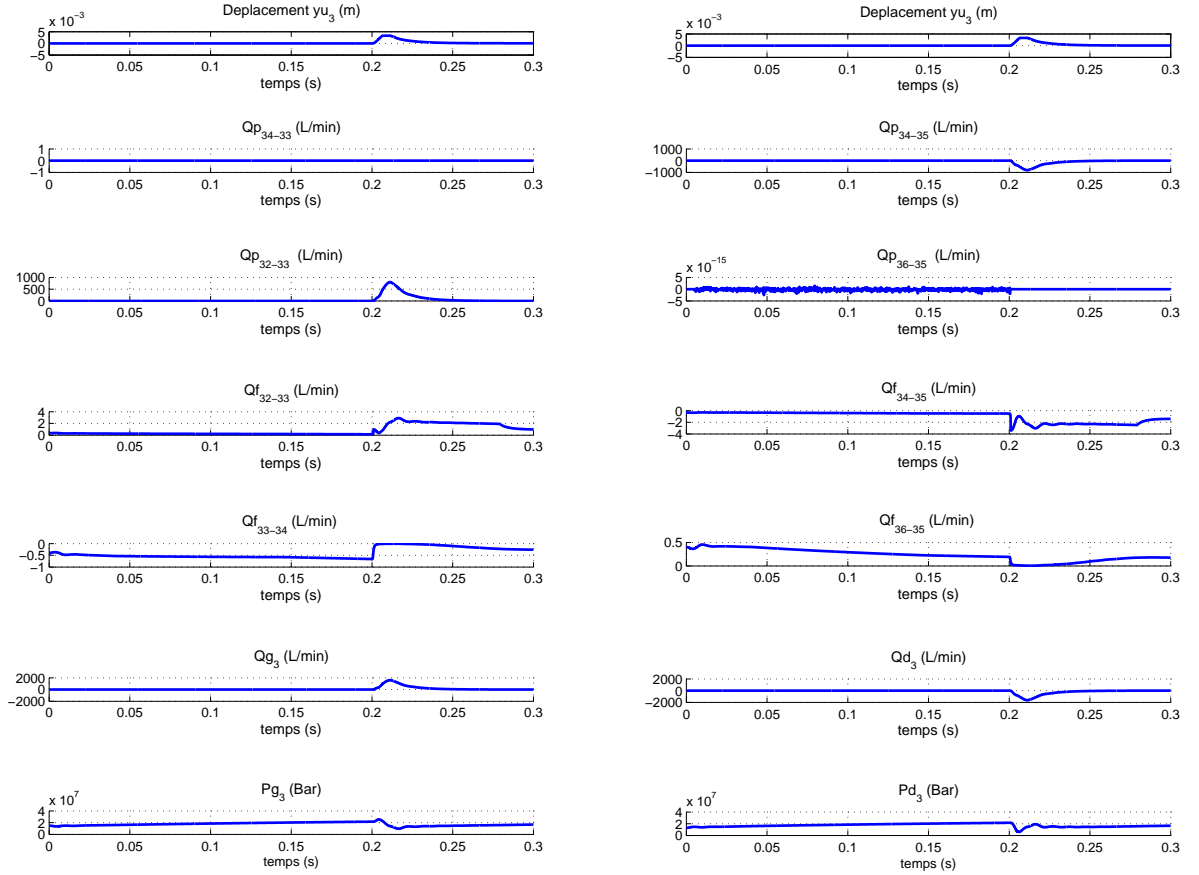 Deplacement yu3 (m)
x 10−3
5
0
−5
0 0.05 0.1 0.15 0.2 0.25 0.3
temps (s)
Qp34−33 (L/min)
1
0
−1
0 0.05 0.1 0.15 0.2 0.25 0.3
temps (s)
Qp32−33 (L/min)
1000
500
0
0 0.05 0.1 0.15 0.2 0.25 0.3
temps (s)
Qf32−33 (L/min)
4
2
0
0 0.05 0.1 0.15 0.2 0.25 0.3
temps (s)
Qf33−34 (L/min)
0
−0.5
−1
0 0.05 0.1 0.15 0.2 0.25 0.3
temps (s)
Qg3 (L/min)
2000
0
−2000
0 0.05 0.1 0.15 0.2 0.25 0.3
temps (s)
Pg3 (Bar)
x 107
4
2
0
0 0.05 0.1 0.15 0.2 0.25 0.3
temps (s)
Deplacement yu3 (m)
x 10−3
5
0
−5
0 0.05 0.1 0.15 0.2 0.25 0.3
temps (s)
Qp34−35 (L/min)
1000
0
−1000
0 0.05 0.1 0.15 0.2 0.25 0.3
temps (s)
Qp36−35 (L/min)
x 10−15
5
0
−5
0 0.05 0.1 0.15 0.2 0.25 0.3
temps (s)
Qf34−35 (L/min)
0
−2
−4
0 0.05 0.1 0.15 0.2 0.25 0.3
temps (s)
Qf36−35 (L/min)
0.5
0
0 0.05 0.1 0.15 0.2 0.25 0.3
temps (s)
Qd3 (L/min)
2000
0
−2000
0 0.05 0.1 0.15 0.2 0.25 0.3
temps (s)
Pd3 (Bar)
x 107
4
2
0
0 0.05 0.1 0.15 0.2 0.25 0.3
temps (s)